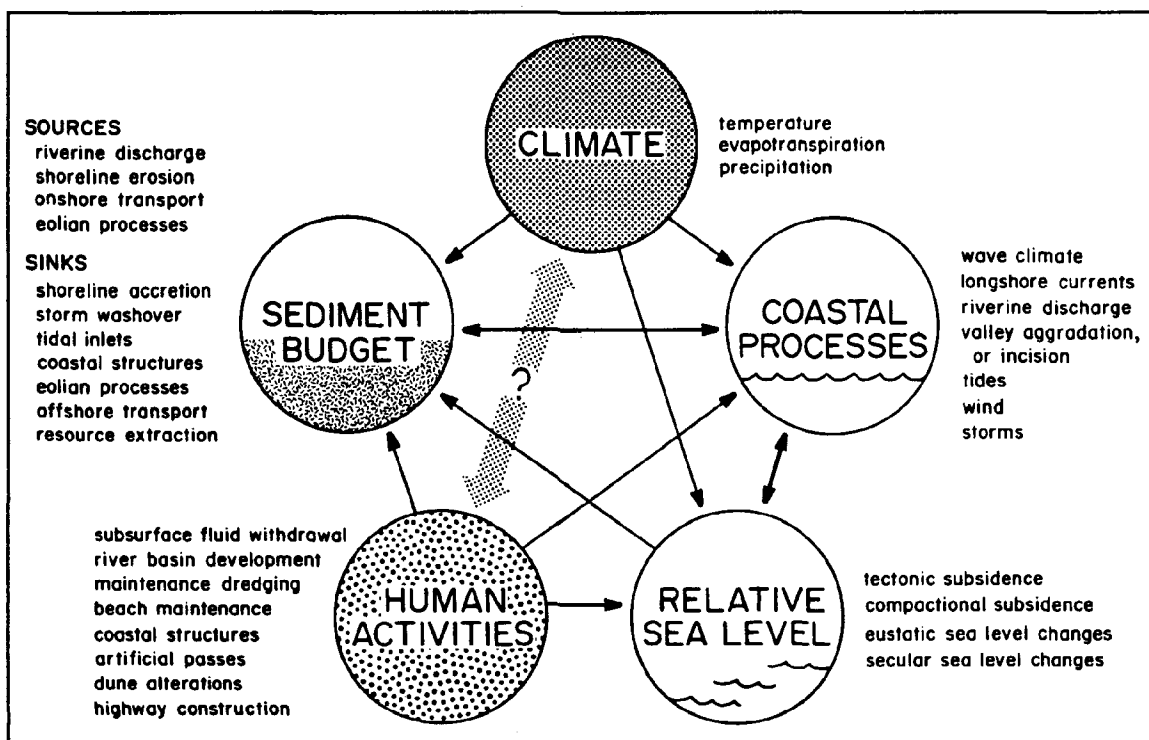 CLIMATE
temperature
evapotranspiration
precipitation
SOURCES
riverine discharge
shoreline erosion
onshore transport
eolian processes
SINKS
shoreline accretion
storm washover
tidal inlets
coastal structures
eolian processes
offshore transport
resource extraction
SEDIMENT
BUDGET
COASTAL
PROCESSES
wave climate
longshore currents
riverine discharge
valley aggradation,
or incision
tides
wind
storms
?
subsurface fluid withdrawal
river basin development
maintenance dredging
beach maintenance
coastal structures
artificial passes
dune alterations
highway construction
HUMAN
ACTIVITIES
RELATIVE
SEA LEVEL
tectonic subsidence
compactional subsidence
eustatic sea level changes
secular sea level changes